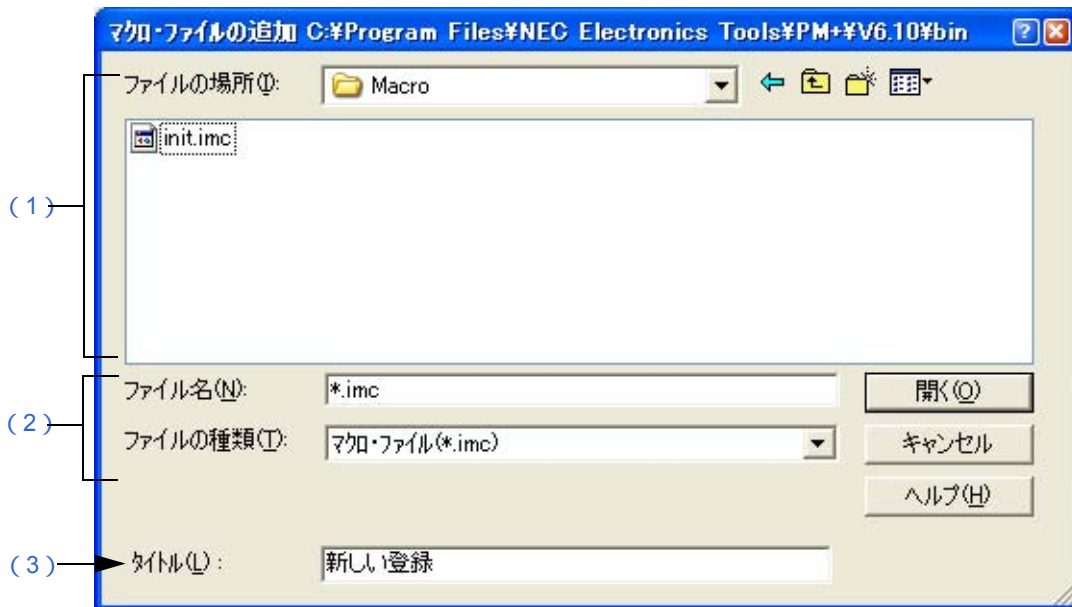 マクロ・ファイルの追加 C:¥Program Files¥NEC Electronics Tools¥PM+¥V6.10¥bin
ファイルの場所(I):
Macro
init.imc
(1)
ファイル名(N):
*.imc
開く(O)
(2)
ファイルの種類(T):
マクロ・ファイル(*.imc)
キャンセル
ヘルプ(H)
(3)
タイトル(L) :
新しい登録